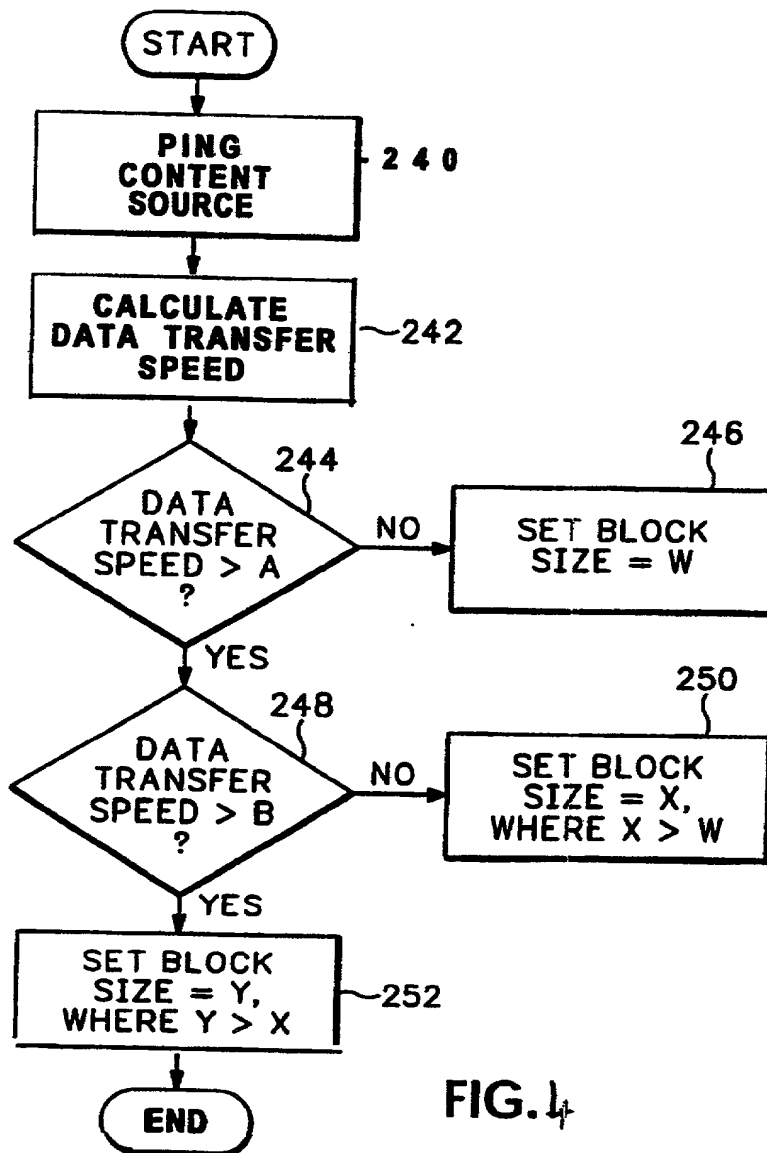 START
PING
CONTENT
SOURCE
240
CALCULATE
DATA TRANSFER
SPEED
242
244
DATA
TRANSFER
SPEED > A
?
NO
246
SET BLOCK
SIZE = W
YES
248
DATA
TRANSFER
SPEED > B
?
NO
250
SET BLOCK
SIZE = X,
WHERE X > W
YES
SET BLOCK
SIZE = Y,
WHERE Y > X
252
END
FIG. 4